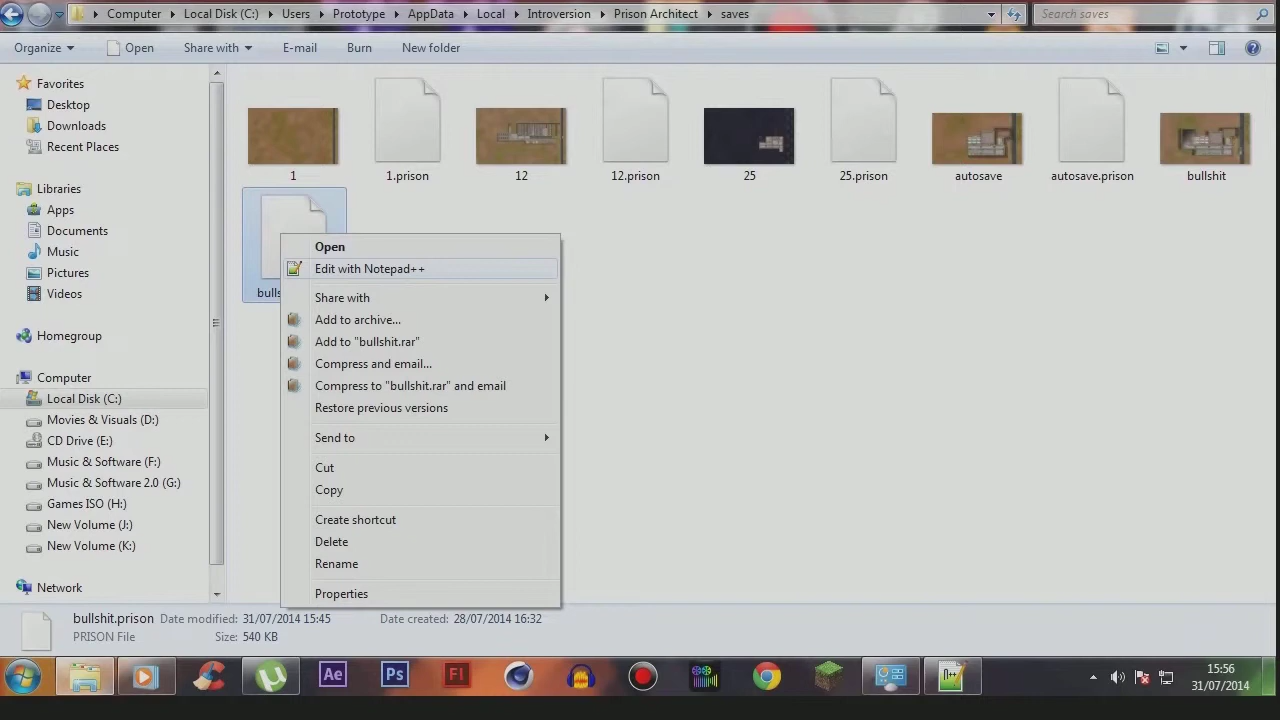 Computer Local Disk (C:) Users Prototype AppData Local Introversion Prison Architect saves
Search saves
Organize Open Share with E-mail Burn New folder
Favorites
Desktop
Downloads
Recent Places
Libraries
Apps
Documents
Music
Pictures
Videos
Homegroup
Computer
Local Disk (C:)
Movies & Visuals (D:)
CD Drive (E:)
Music & Software (F:)
Music & Software 2.0 (G:)
Games ISO (H:)
New Volume (J:)
New Volume (K:)
Network
1 1.prison 12 12.prison 25 25.prison autosave autosave.prison bullshit
Open
Edit with Notepad++
Share with
Add to archive...
Add to "bullshit.rar"
Compress and email...
Compress to "bullshit.rar" and email
Restore previous versions
Send to
Cut
Copy
Create shortcut
Delete
Rename
Properties
bullshit.prison Date modified: 31/07/2014 15:45 Date created: 28/07/2014 16:32
PRISON File Size: 540 KB
Ae Ps Fl
15:56
31/07/2014